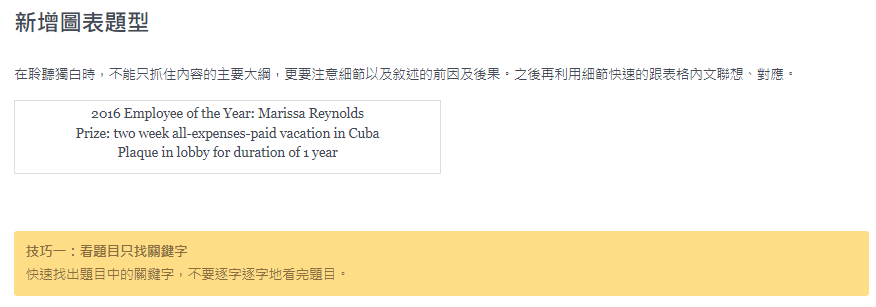 新增圖表題型
在聆聽獨白時，不能只抓住內容的主要大綱，更要注意細節以及敘述的前因及後果。之後再利用細節快速的跟表格內文聯想、對應。
2016 Employee of the Year: Marissa Reynolds
Prize: two week all-expenses-paid vacation in Cuba
Plaque in lobby for duration of 1 year
技巧一：看題目只找關鍵字
快速找出題目中的關鍵字，不要逐字逐字地看完題目。